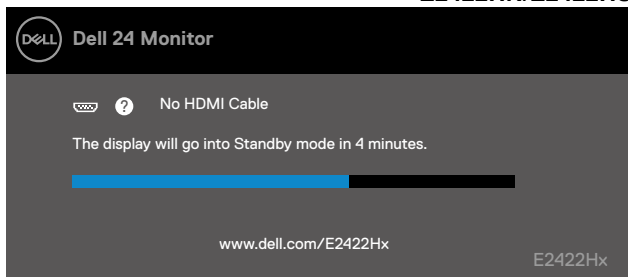 DELL Dell 24 Monitor
? No HDMI Cable
The display will go into Standby mode in 4 minutes.
www.dell.com/E2422Hx
E2422Hx